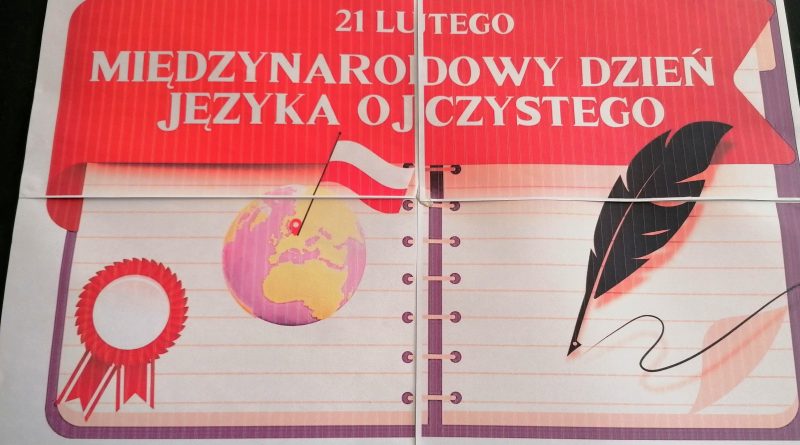 21 LUTEGO
MIĘDZYNARODOWY DZIEŃ
JĘZYKA OJCZYSTEGO